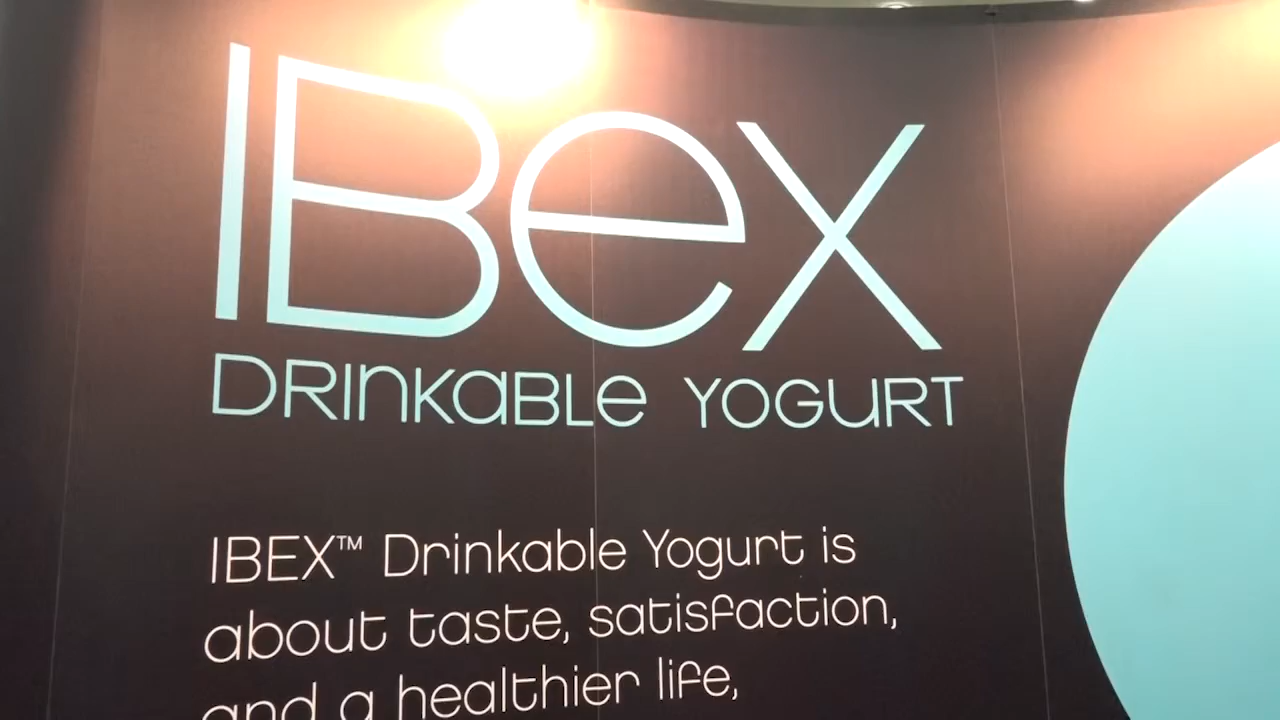 IBex
DRInKaBLe YOGURT
IBEX™ Drinkable Yogurt is
about taste, satisfaction,
and a healthier life,